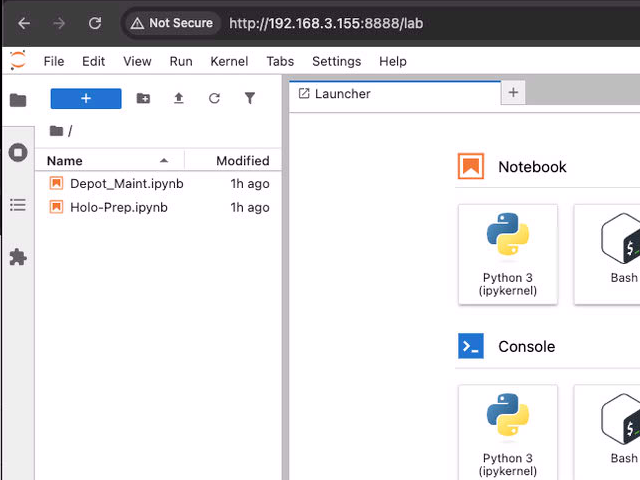 Not Secure http://192.168.3.155:8888/lab
File Edit View Run Kernel Tabs Settings Help
+
Launcher
+
/
Name Modified
Depot_Maint.ipynb 1h ago
Holo-Prep.ipynb 1h ago
Notebook
Python 3
(ipykernel)
$
Bash
Console
Python 3
(ipykernel)
$
Bash